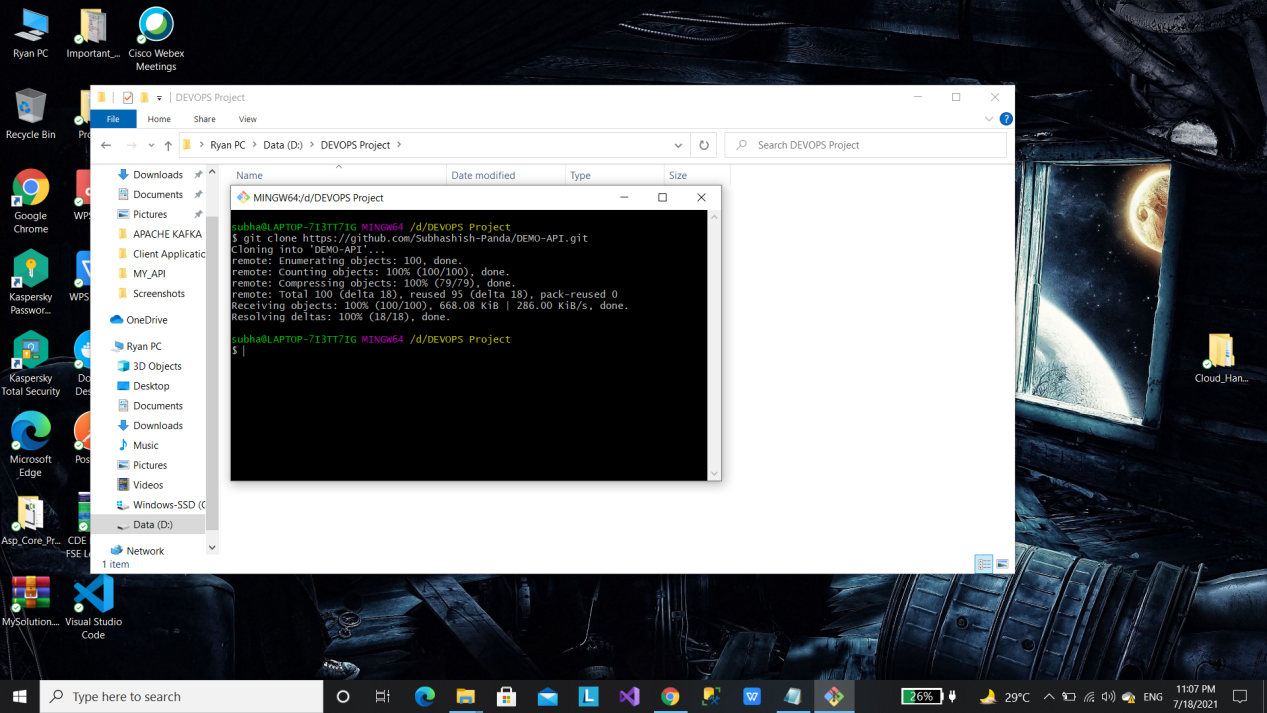 Ryan PC
Important_...
Cisco Webex
Meetings
Recycle Bin
Google
Chrome
Kaspersky
Passwor...
Kaspersky
Total Security
Microsoft
Edge
Asp_Core_Pr...
MySolution....
Visual Studio
Code
Cloud_Han...
DEVOPS Project
File
Home
Share
View
?
Ryan PC > Data (D:) > DEVOPS Project >
Search DEVOPS Project
Name
Date modified
Type
Size
Downloads
Documents
Pictures
APACHE KAFKA
Client Applicatic
MY_API
Screenshots
OneDrive
Ryan PC
3D Objects
Desktop
Documents
Downloads
Music
Pictures
Videos
Windows-SSD (C
Data (D:)
Network
1 item
MINGW64:/d/DEVOPS Project
subha@LAPTOP-7I3TT7IG MINGW64 /d/DEVOPS Project
$ git clone https://github.com/Subhashish-Panda/DEMO-API.git
Cloning into 'DEMO-API'...
remote: Enumerating objects: 100, done.
remote: Counting objects: 100% (100/100), done.
remote: Compressing objects: 100% (79/79), done.
remote: Total 100 (delta 18), reused 95 (delta 18), pack-reused 0
Receiving objects: 100% (100/100), 668.08 KiB | 286.00 KiB/s, done.
Resolving deltas: 100% (18/18), done.
subha@LAPTOP-7I3TT7IG MINGW64 /d/DEVOPS Project
$
Type here to search
26%
29°C
ENG
11:07 PM
7/18/2021